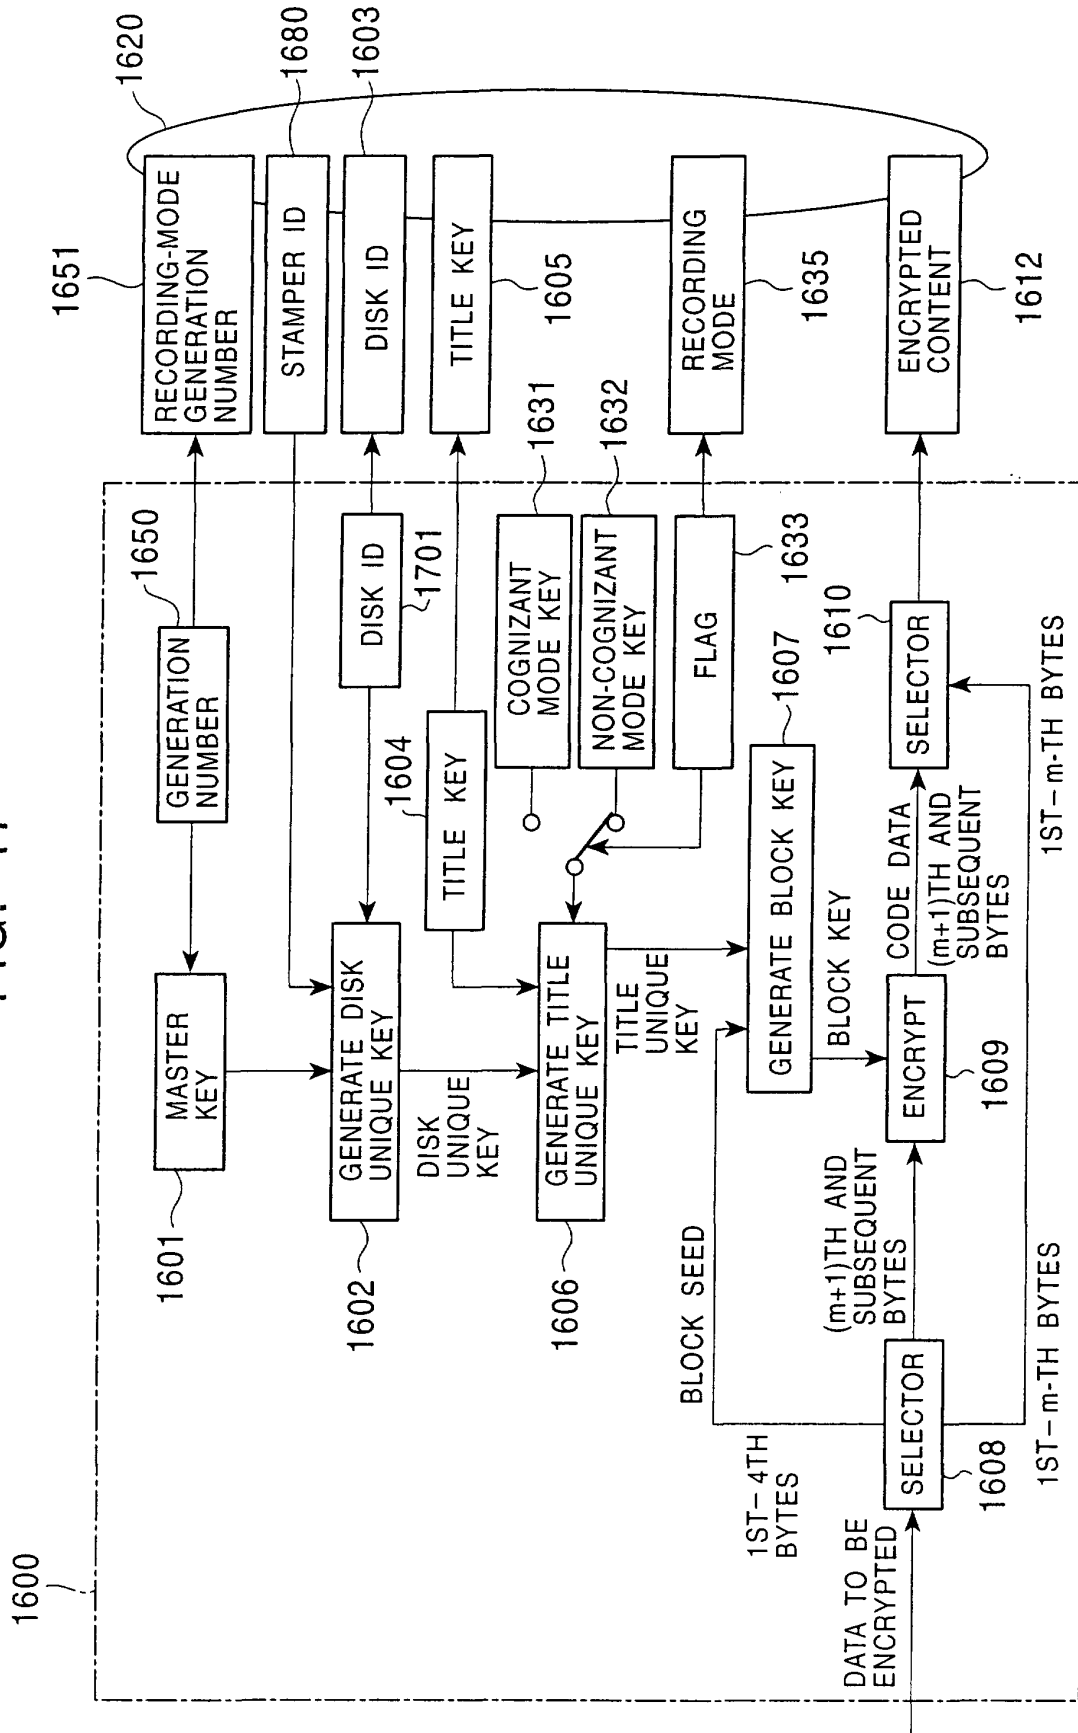 1600
1651
RECORDING-MODE
GENERATION
NUMBER
1620
1650
GENERATION
NUMBER
MASTER
KEY
1601
STAMPER ID
1680
DISK ID
1603
DISK ID
1701
GENERATE DISK
UNIQUE KEY
1602
DISK
UNIQUE
KEY
TITLE KEY
1605
1604
TITLE KEY
COGNIZANT
MODE KEY
1631
NON-COGNIZANT
MODE KEY
1632
GENERATE TITLE
UNIQUE KEY
1606
TITLE
UNIQUE
KEY
FLAG
1633
RECORDING
MODE
1635
GENERATE BLOCK KEY
1607
BLOCK SEED
BLOCK KEY
1ST-4TH
BYTES
DATA TO BE
ENCRYPTED
SELECTOR
1608
(m+1)TH AND
SUBSEQUENT
BYTES
ENCRYPT
1609
CODE DATA
(m+1)TH AND
SUBSEQUENT
BYTES
SELECTOR
1610
ENCRYPTED
CONTENT
1612
1ST-m-TH BYTES
1ST-m-TH BYTES